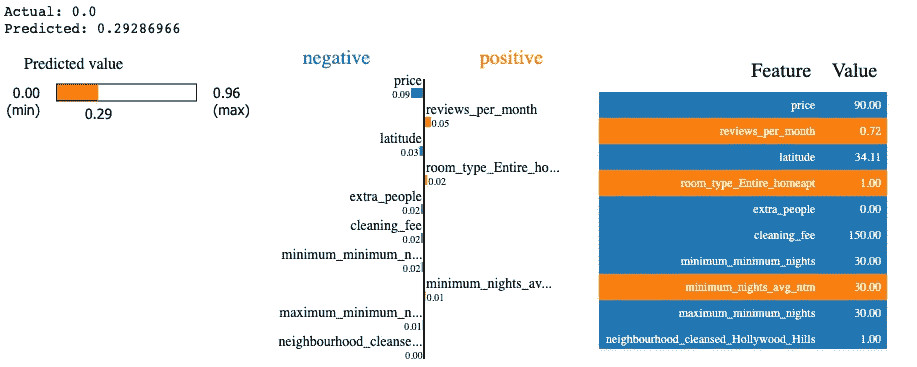 Actual: 0.0
Predicted: 0.29286966
Predicted value
0.00
(min)
0.29
0.96
(max)
negative positive
price
0.09
reviews_per_month
0.05
latitude
0.03
room_type_Entire_ho...
0.02
extra_people
0.02
cleaning_fee
0.02
minimum_minimum_n...
0.02
minimum_nights_av...
0.01
maximum_minimum_n...
0.01
neighbourhood_cleanse...
0.00
Feature Value
price 90.00
reviews_per_month 0.72
latitude 34.11
room_type_Entire_homeapt 1.00
extra_people 0.00
cleaning_fee 150.00
minimum_minimum_nights 30.00
minimum_nights_avg_ntm 30.00
maximum_minimum_nights 30.00
neighbourhood_cleansed_Hollywood_Hills 1.00